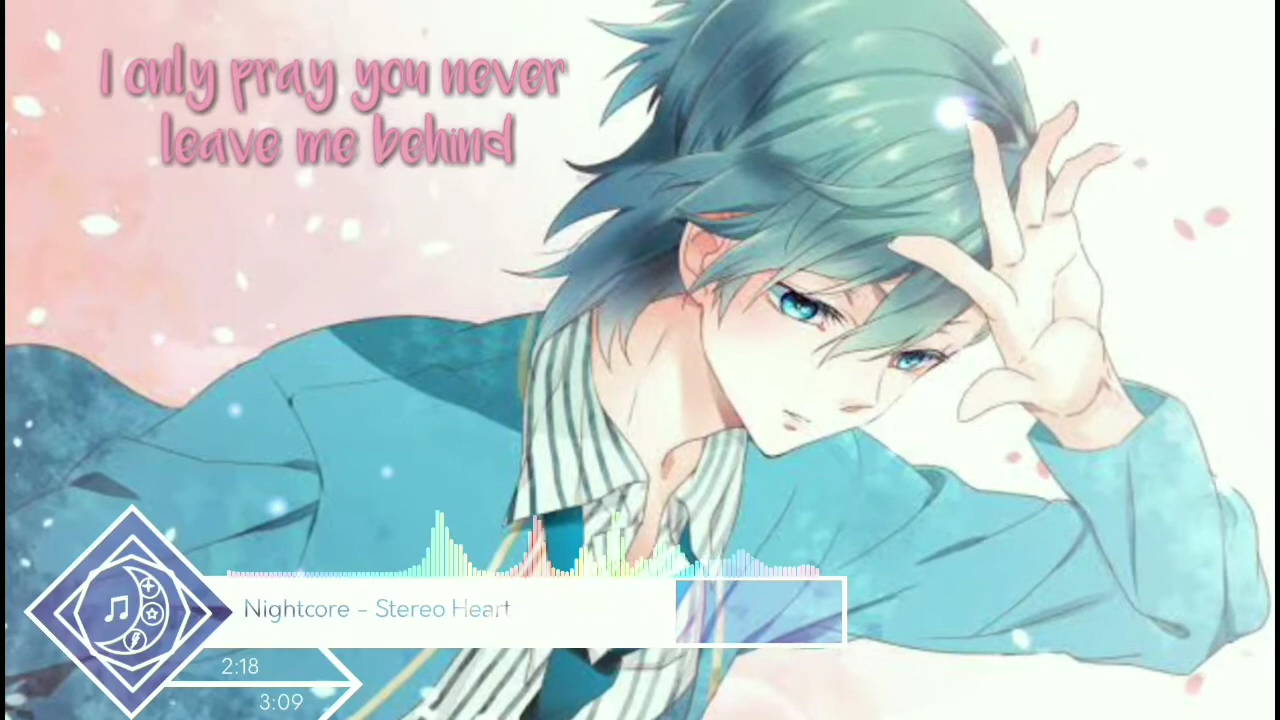 I only pray you never
leave me behind
Nightcore - Stereo Heart
2:18
3:09